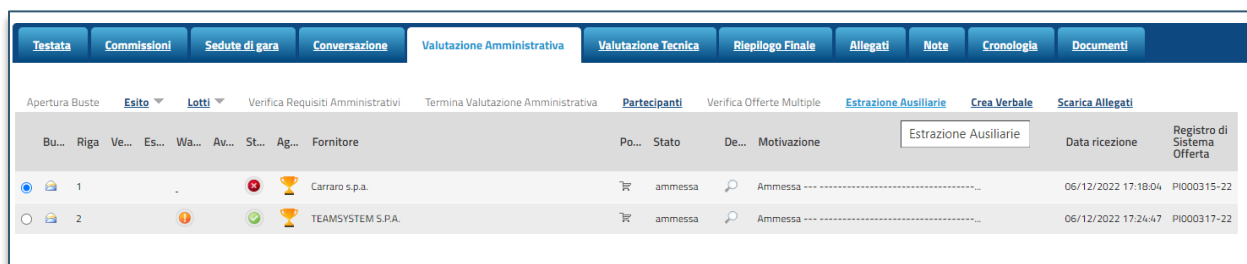 Testata Commissioni Sedute di gara Conversazione Valutazione Amministrativa Valutazione Tecnica Riepilogo Finale Allegati Note Cronologia Documenti
Apertura Buste Esito Lotti Verifica Requisiti Amministrativi Termina Valutazione Amministrativa Partecipanti Verifica Offerte Multiple Estrazione Ausiliarie Crea Verbale Scarica Allegati
Bu... Riga Ve... Es... Wa... Av... St... Ag... Fornitore Po... Stato De... Motivazione Estrazione Ausiliarie Data ricezione Registro di
Sistema
Offerta
1 Carraro s.p.a. ammessa Ammessa --- ------------------------------------... 06/12/2022 17:18:04 PI000315-22
2 TEAMSYSTEM S.P.A. ammessa Ammessa --- ------------------------------------... 06/12/2022 17:24:47 PI000317-22